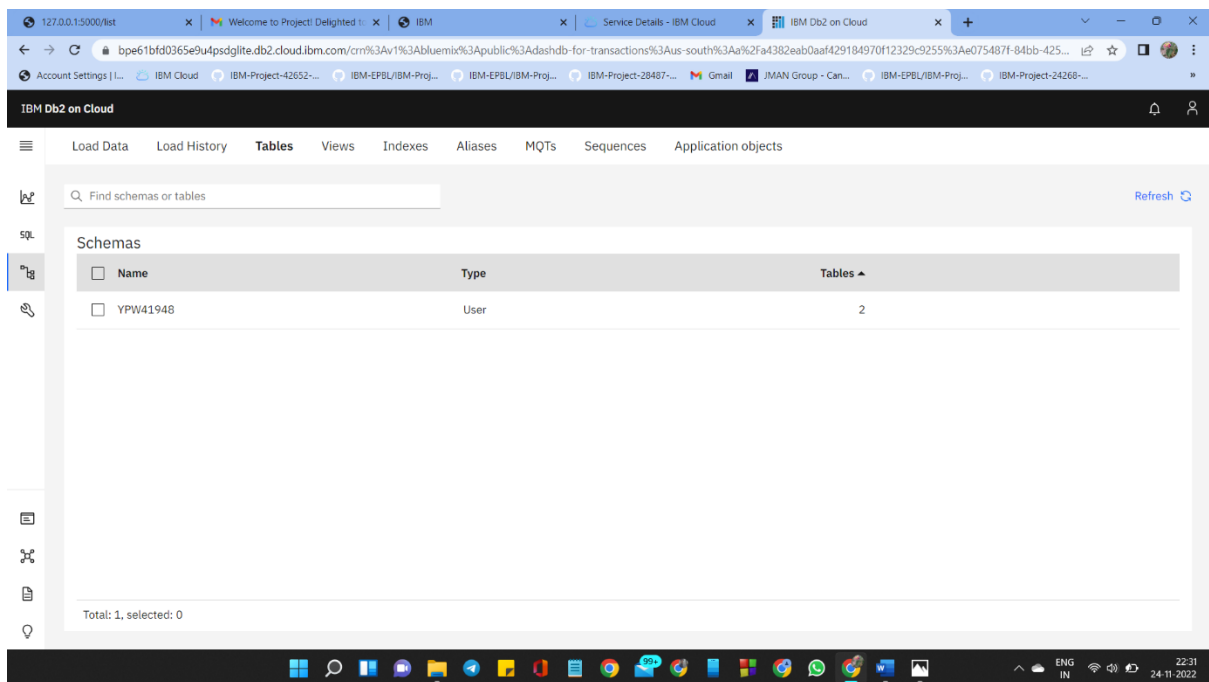 127.0.0.1:5000/list
Welcome to Project! Delighted to
IBM
Service Details - IBM Cloud
IBM Db2 on Cloud
bpe61bfd0365e9u4psdglite.db2.cloud.ibm.com/crn%3Av1%3Abluemix%3Apublic%3Adashdb-for-transactions%3Aus-south%3Aa%2Fa4382eab0aaf429184970f12329c9255%3Ae075487f-84bb-425...
Account Settings | I...
IBM Cloud
IBM-Project-42652-...
IBM-EPBL/IBM-Proj...
IBM-EPBL/IBM-Proj...
IBM-Project-28487-...
Gmail
JMAN Group - Can...
IBM-EPBL/IBM-Proj...
IBM-Project-24268-...
»
IBM Db2 on Cloud
Load Data Load History Tables Views Indexes Aliases MQTs Sequences Application objects
Find schemas or tables
Refresh
SQL
Schemas
Name Type Tables
YPW41948 User 2
Total: 1, selected: 0
99+
ENG
IN
22:31
24-11-2022